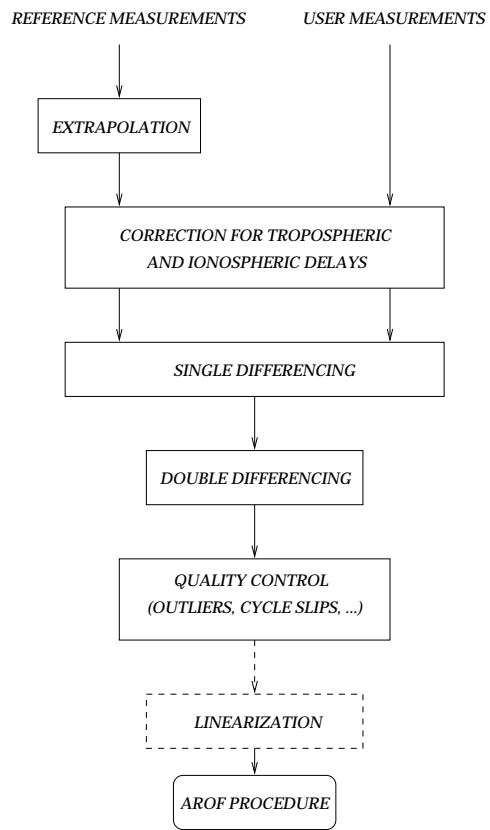 REFERENCE MEASUREMENTS
USER MEASUREMENTS
EXTRAPOLATION
CORRECTION FOR TROPOSPHERIC
AND IONOSPHERIC DELAYS
SINGLE DIFFERENCING
DOUBLE DIFFERENCING
QUALITY CONTROL
(OUTLIERS, CYCLE SLIPS, ...)
LINEARIZATION
AROF PROCEDURE